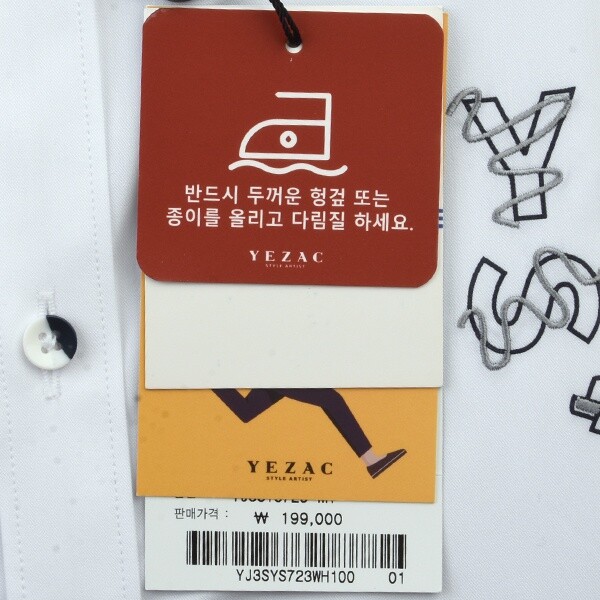 반드시 두꺼운 헝겊 또는
종이를 올리고 다림질 하세요.
YEZAC
STYLE ARTIST
Y
S
YEZAC
STYLE ARTIST
판매가격 :
₩ 199,000
YJ3SYS723WH100 01